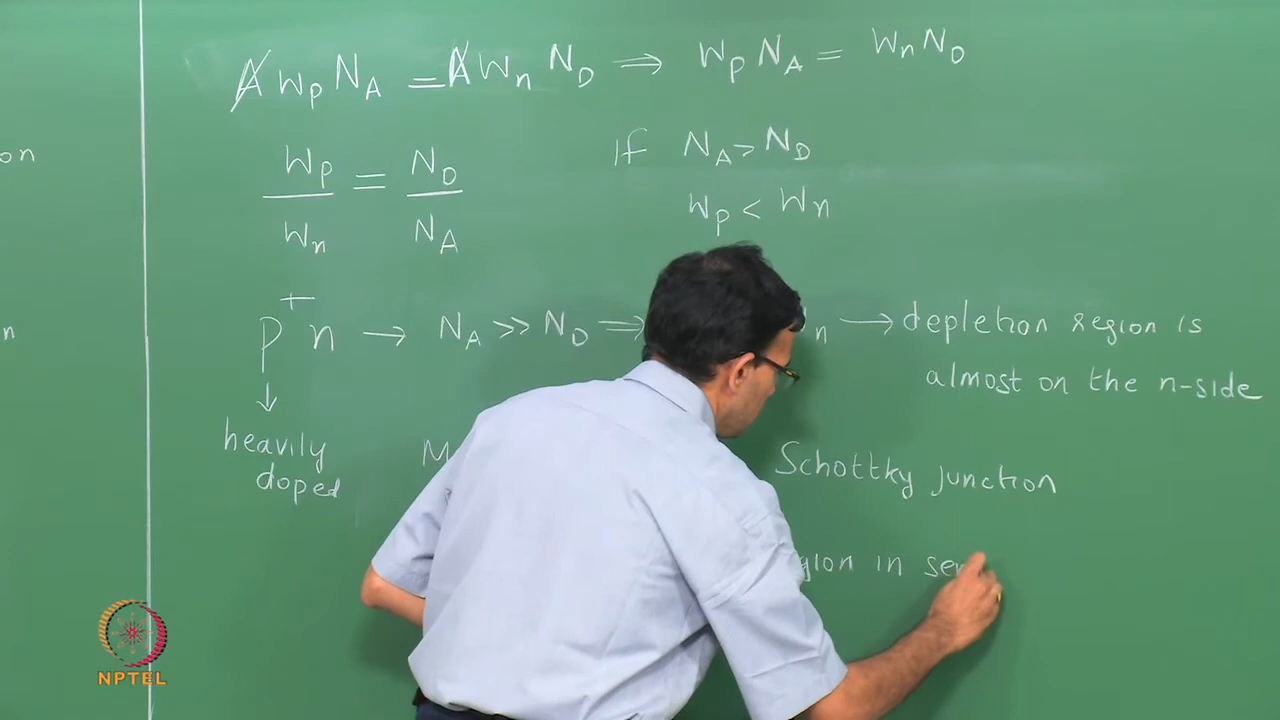 A W_p N_A = A W_n N_D ⇒ W_p N_A = W_n N_D
on
If N_A > N_D
W_p / W_n = N_D / N_A
W_p < W_n
n
p⁺n → N_A >> N_D ⇒ n → depletion region is
almost on the n-side
↓
heavily
doped
M
Schottky junction
gion in se
NPTEL